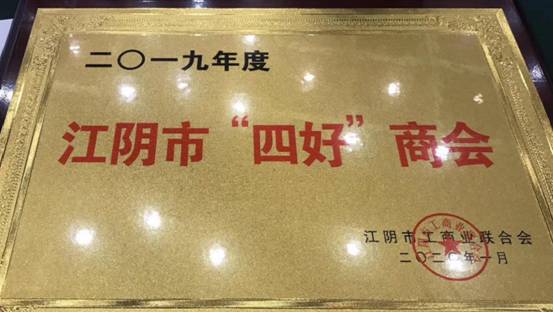 二〇一九年度
江阴市“四好”商会
江阴市工商业联合会
二〇二〇年一月